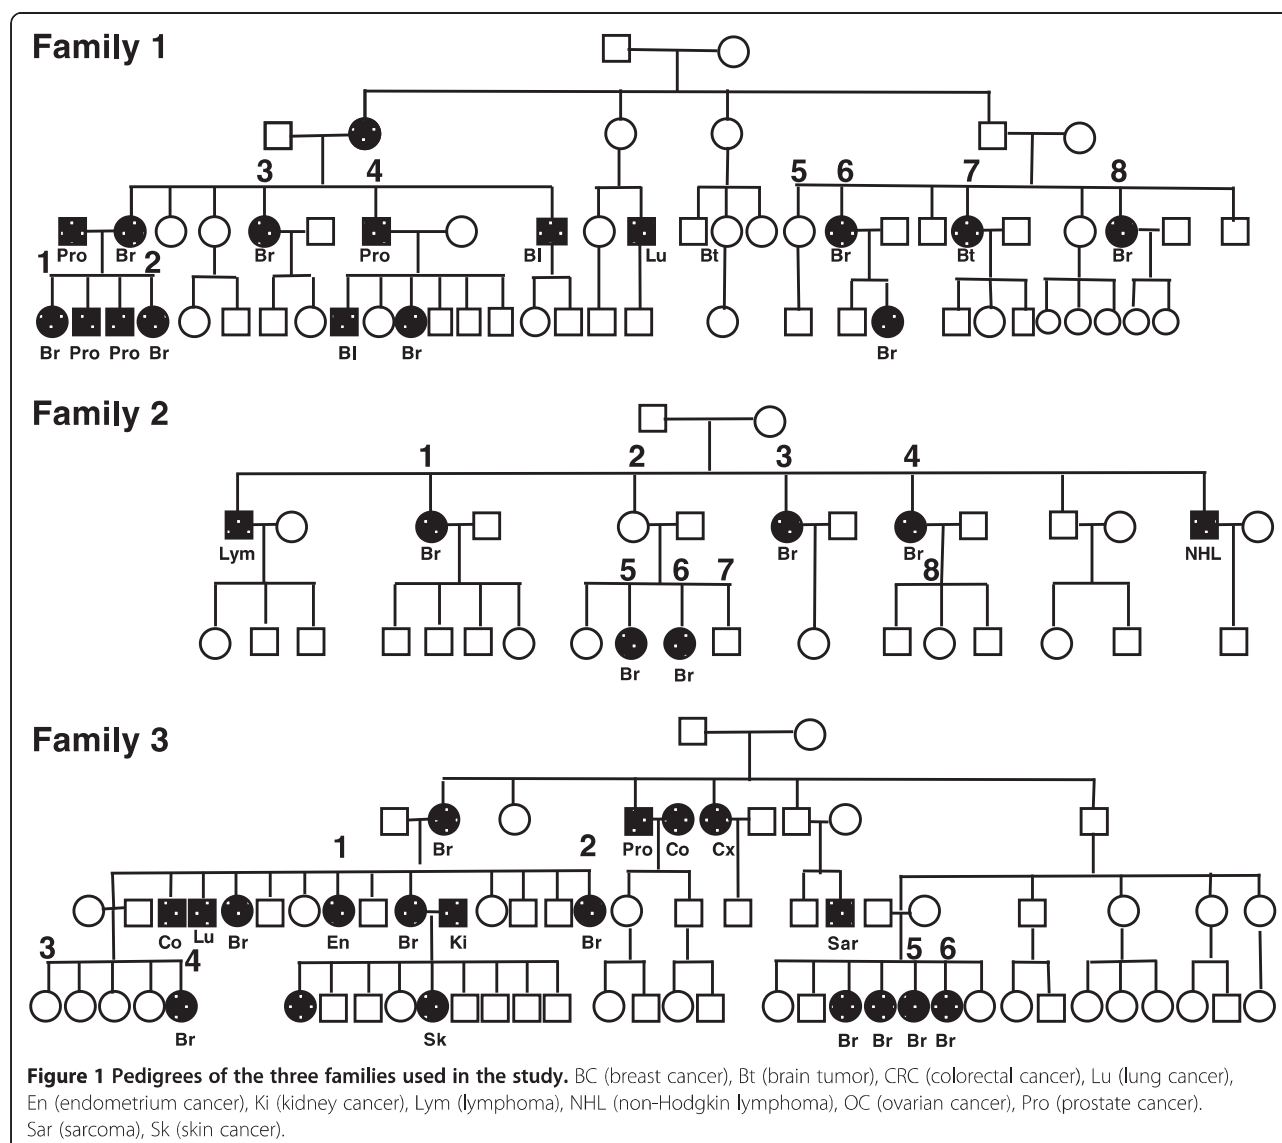 Family 1
3 4 5 6 7 8
Pro Br Br Pro Bl Lu Bt Br Bt Br
1 2
Br Pro Pro Br Bl Br Br
Family 2
1 2 3 4
Lym Br Br Br NHL
5 6 7 8
Br Br
Family 3
Br Pro Co Cx
1 2
Co Lu Br En Br Ki Br Sar
3 4 5 6
Br Sk Br Br Br Br
Figure 1 Pedigrees of the three families used in the study. BC (breast cancer), Bt (brain tumor), CRC (colorectal cancer), Lu (lung cancer),
En (endometrium cancer), Ki (kidney cancer), Lym (lymphoma), NHL (non-Hodgkin lymphoma), OC (ovarian cancer), Pro (prostate cancer).
Sar (sarcoma), Sk (skin cancer).